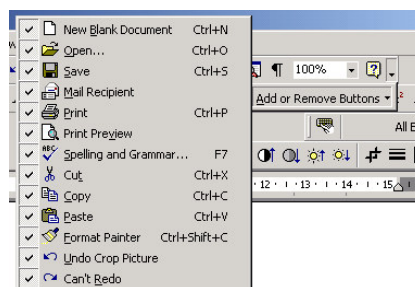 New Blank Document Ctrl+N
Open... Ctrl+O
Save Ctrl+S
Mail Recipient
Print Ctrl+P
Print Preview
ABC Spelling and Grammar... F7
Cut Ctrl+X
Copy Ctrl+C
Paste Ctrl+V
Format Painter Ctrl+Shift+C
Undo Crop Picture
Can't Redo
¶ 100%
Add or Remove Buttons
2
All
12 · 13 · 14 · 15